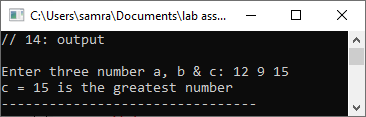 C:\Users\samra\Documents\lab ass...
// 14: output
Enter three number a, b & c: 12 9 15
c = 15 is the greatest number
--------------------------------